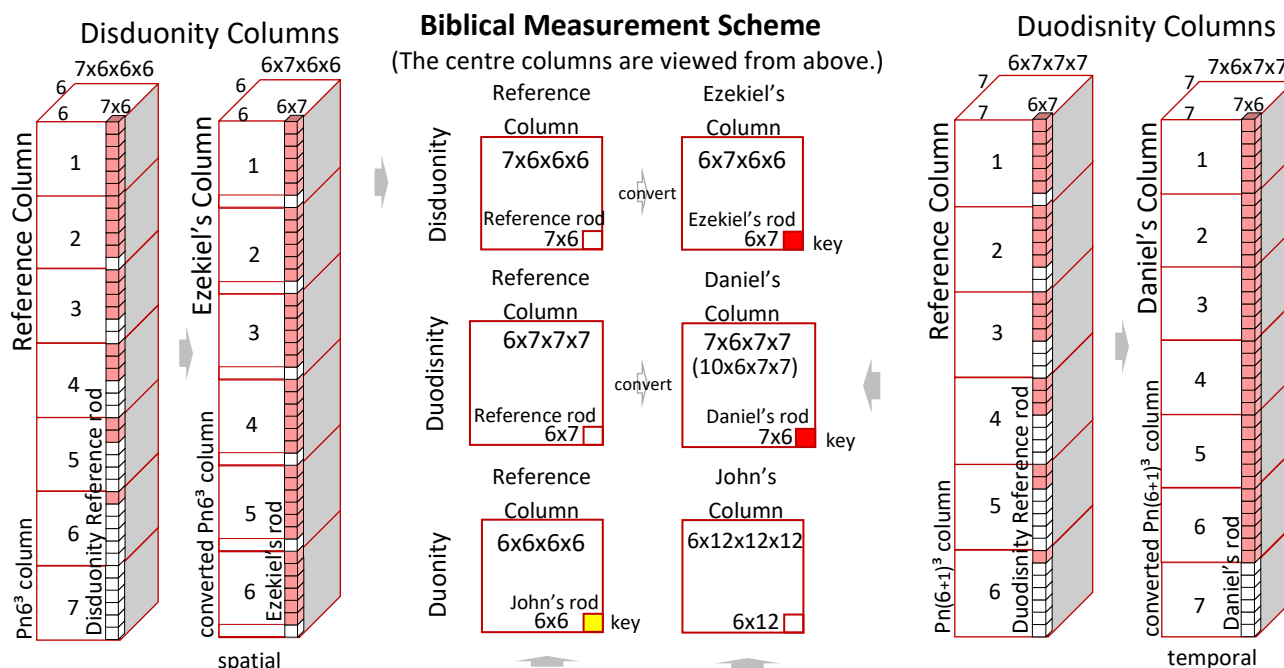 Disduonity Columns
7x6x6x6
6
6
7x6
Reference Column
1
2
3
4
5
6
7
Pn6³ column
Disduonity Reference rod
6x7x6x6
6
6
6x7
Ezekiel's Column
1
2
3
4
5
6
converted Pn6³ column
Ezekiel's rod
spatial
Biblical Measurement Scheme
(The centre columns are viewed from above.)
Disduonity
Reference
Column
7x6x6x6
Reference rod
7x6
convert
Ezekiel's
Column
6x7x6x6
Ezekiel's rod
6x7
key
Duodisnity
Reference
Column
6x7x7x7
Reference rod
6x7
convert
Daniel's
Column
7x6x7x7
(10x6x7x7)
Daniel's rod
7x6
key
Duonity
Reference
Column
6x6x6x6
John's rod
6x6
key
John's
Column
6x12x12x12
6x12
Duodisnity Columns
6x7x7x7
7
7
6x7
Reference Column
1
2
3
4
5
6
Pn(6+1)³ column
Duodisnity Reference rod
7x6x7x7
7
7
7x6
Daniel's Column
1
2
3
4
5
6
7
converted Pn(6+1)³ column
Daniel's rod
temporal